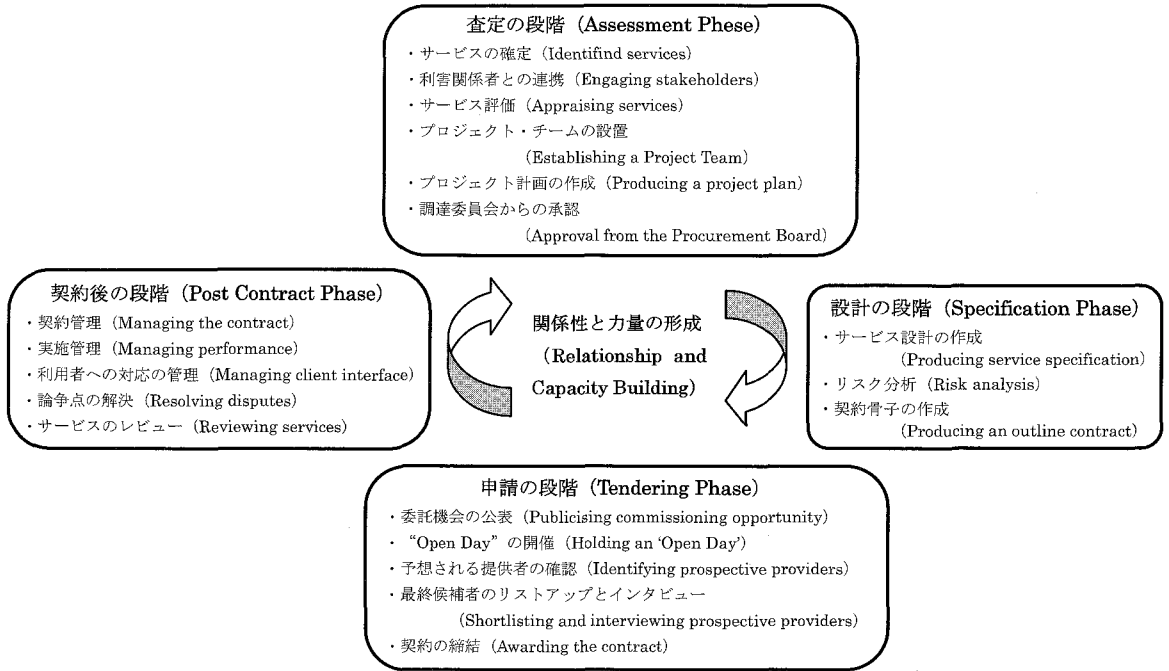 査定の段階 (Assessment Phese)
・サービスの確定 (Identifind services)
・利害関係者との連携 (Engaging stakeholders)
・サービス評価 (Appraising services)
・プロジェクト・チームの設置
(Establishing a Project Team)
・プロジェクト計画の作成 (Producing a project plan)
・調達委員会からの承認
(Approval from the Procurement Board)
契約後の段階 (Post Contract Phase)
・契約管理 (Managing the contract)
・実施管理 (Managing performance)
・利用者への対応の管理 (Managing client interface)
・論争点の解決 (Resolving disputes)
・サービスのレビュー (Reviewing services)
関係性と力量の形成
(Relationship and
Capacity Building)
設計の段階 (Specification Phase)
・サービス設計の作成
(Producing service specification)
・リスク分析 (Risk analysis)
・契約骨子の作成
(Producing an outline contract)
申請の段階 (Tendering Phase)
・委託機会の公表 (Publicising commissioning opportunity)
・“Open Day”の開催 (Holding an ‘Open Day’)
・予想される提供者の確認 (Identifying prospective providers)
・最終候補者のリストアップとインタビュー
(Shortlisting and interviewing prospective providers)
・契約の締結 (Awarding the contract)